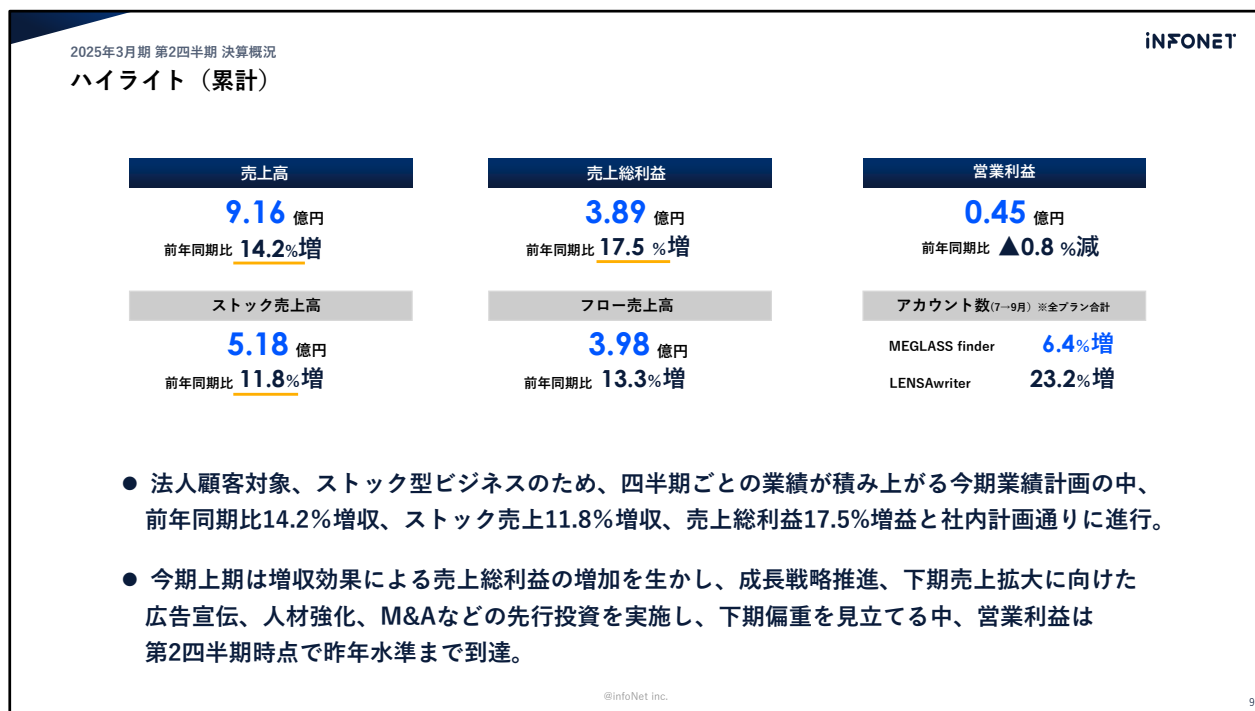 2025年3月期 第2四半期 決算概況
iNFONET
ハイライト（累計）
売上高
9.16 億円
前年同期比 14.2%増
売上総利益
3.89 億円
前年同期比 17.5 %増
営業利益
0.45 億円
前年同期比 ▲0.8 %減
ストック売上高
5.18 億円
前年同期比 11.8%増
フロー売上高
3.98 億円
前年同期比 13.3%増
アカウント数(7→9月）※全プラン合計
MEGLASS finder 6.4%増
LENSAwriter 23.2%増
● 法人顧客対象、ストック型ビジネスのため、四半期ごとの業績が積み上がる今期業績計画の中、
前年同期比14.2％増収、ストック売上11.8％増収、売上総利益17.5%増益と社内計画通りに進行。
● 今期上期は増収効果による売上総利益の増加を生かし、成長戦略推進、下期売上拡大に向けた
広告宣伝、人材強化、M&Aなどの先行投資を実施し、下期偏重を見立てる中、営業利益は
第2四半期時点で昨年水準まで到達。
@infoNet inc.
9